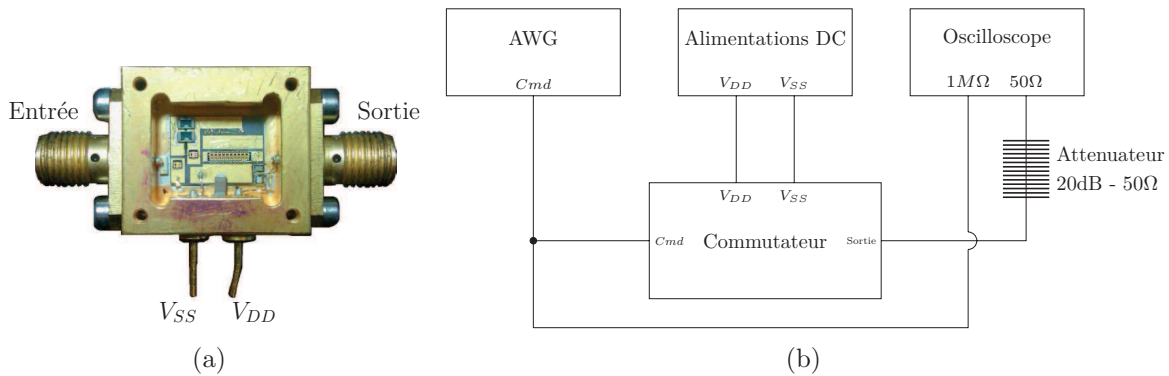 Entrée
Sortie
V_SS
V_DD
(a)
AWG
Cmd
Alimentations DC
V_DD
V_SS
Oscilloscope
1MΩ
50Ω
Attenuateur
20dB - 50Ω
V_DD
V_SS
Cmd
Commutateur
Sortie
(b)